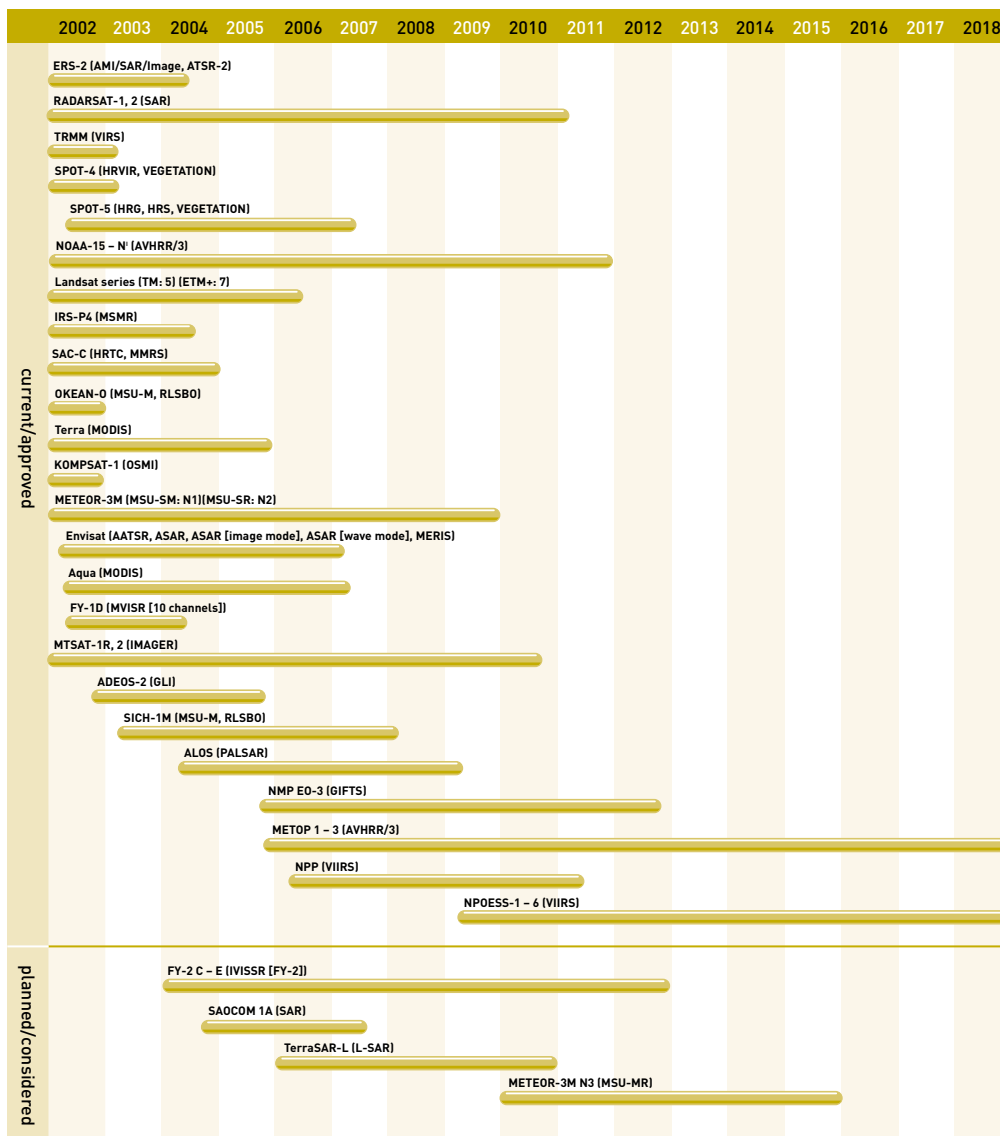 2002 2003 2004 2005 2006 2007 2008 2009 2010 2011 2012 2013 2014 2015 2016 2017 2018
current/approved
ERS-2 (AMI/SAR/Image, ATSR-2)
RADARSAT-1, 2 (SAR)
TRMM (VIRS)
SPOT-4 (HRVIR, VEGETATION)
SPOT-5 (HRG, HRS, VEGETATION)
NOAA-15 – N' (AVHRR/3)
Landsat series (TM: 5) (ETM+: 7)
IRS-P4 (MSMR)
SAC-C (HRTC, MMRS)
OKEAN-O (MSU-M, RLSBO)
Terra (MODIS)
KOMPSAT-1 (OSMI)
METEOR-3M (MSU-SM: N1)(MSU-SR: N2)
Envisat (AATSR, ASAR, ASAR [image mode], ASAR [wave mode], MERIS)
Aqua (MODIS)
FY-1D (MVISR [10 channels])
MTSAT-1R, 2 (IMAGER)
ADEOS-2 (GLI)
SICH-1M (MSU-M, RLSBO)
ALOS (PALSAR)
NMP EO-3 (GIFTS)
METOP 1 – 3 (AVHRR/3)
NPP (VIIRS)
NPOESS-1 – 6 (VIIRS)
planned/considered
FY-2 C – E (IVISSR [FY-2])
SAOCOM 1A (SAR)
TerraSAR-L (L-SAR)
METEOR-3M N3 (MSU-MR)